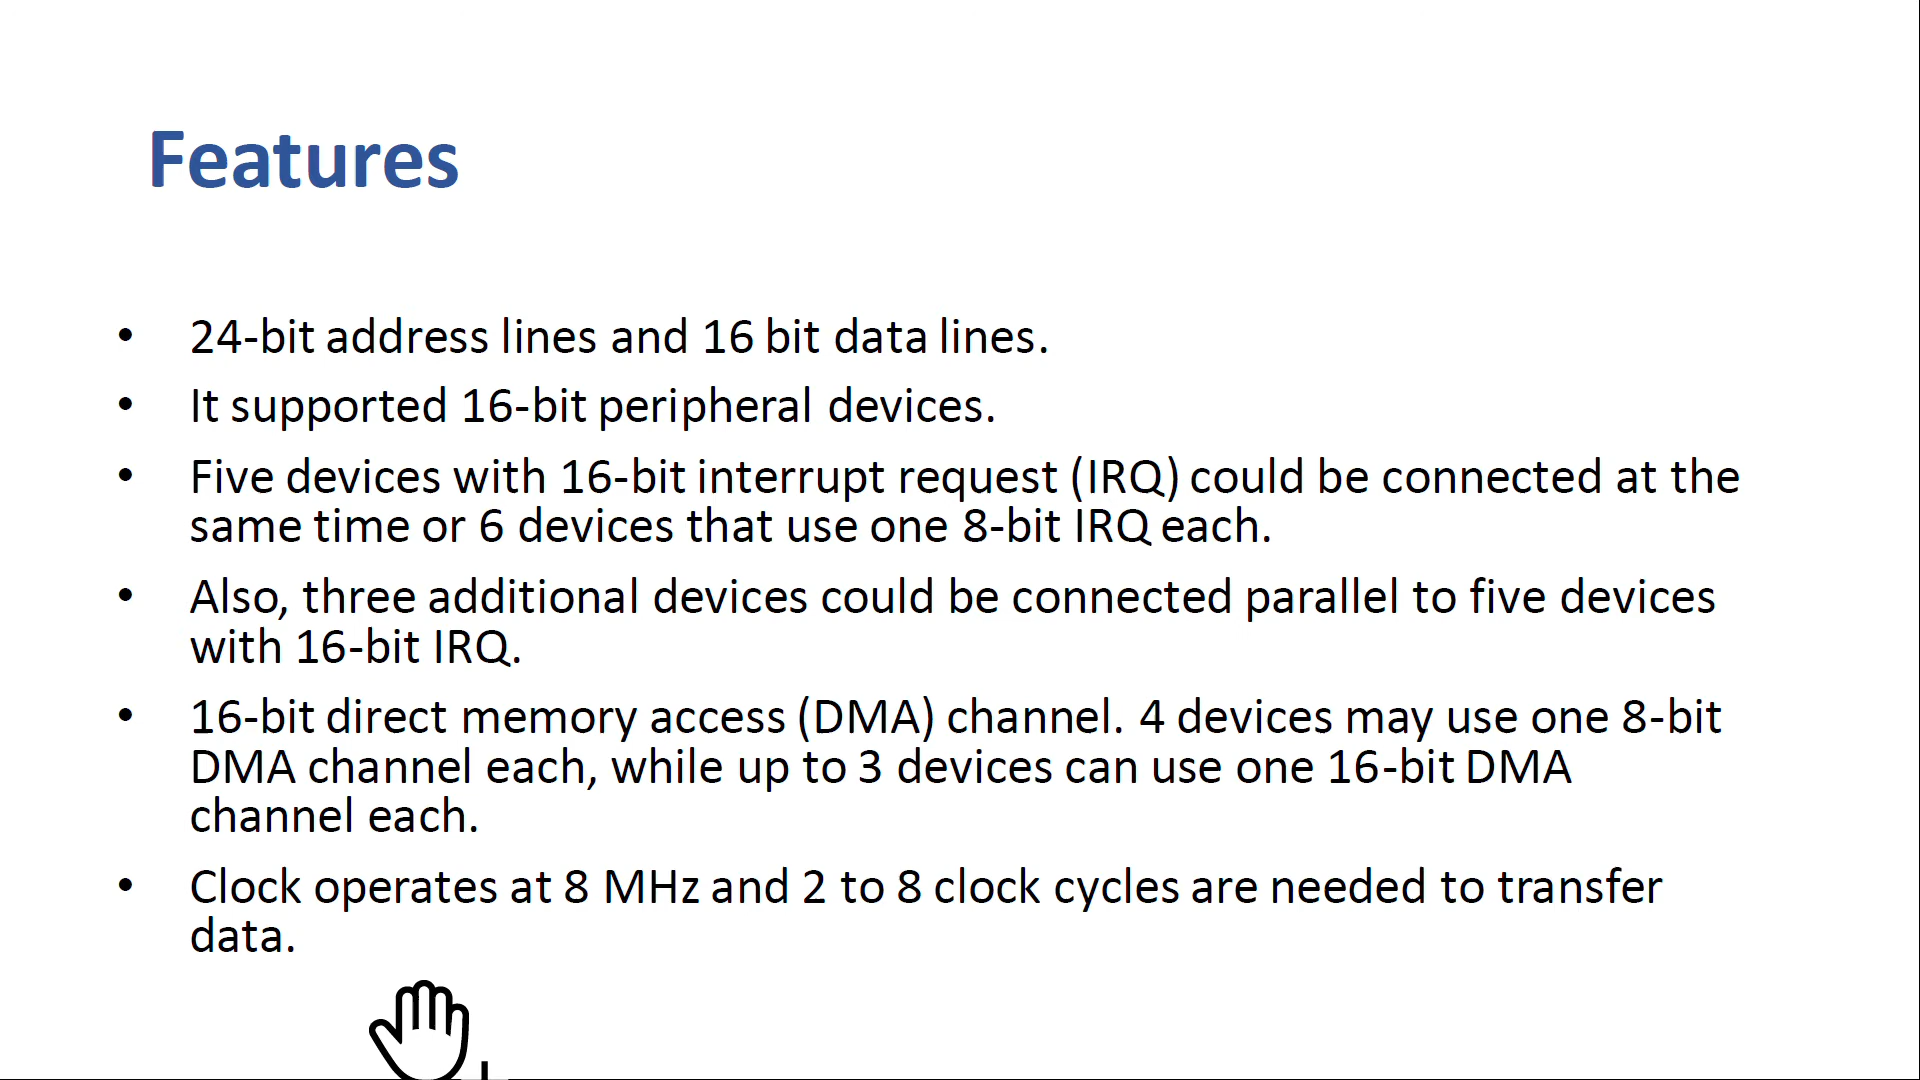 Features
• 24-bit address lines and 16 bit data lines.
• It supported 16-bit peripheral devices.
• Five devices with 16-bit interrupt request (IRQ) could be connected at the
same time or 6 devices that use one 8-bit IRQ each.
• Also, three additional devices could be connected parallel to five devices
with 16-bit IRQ.
• 16-bit direct memory access (DMA) channel. 4 devices may use one 8-bit
DMA channel each, while up to 3 devices can use one 16-bit DMA
channel each.
• Clock operates at 8 MHz and 2 to 8 clock cycles are needed to transfer
data.